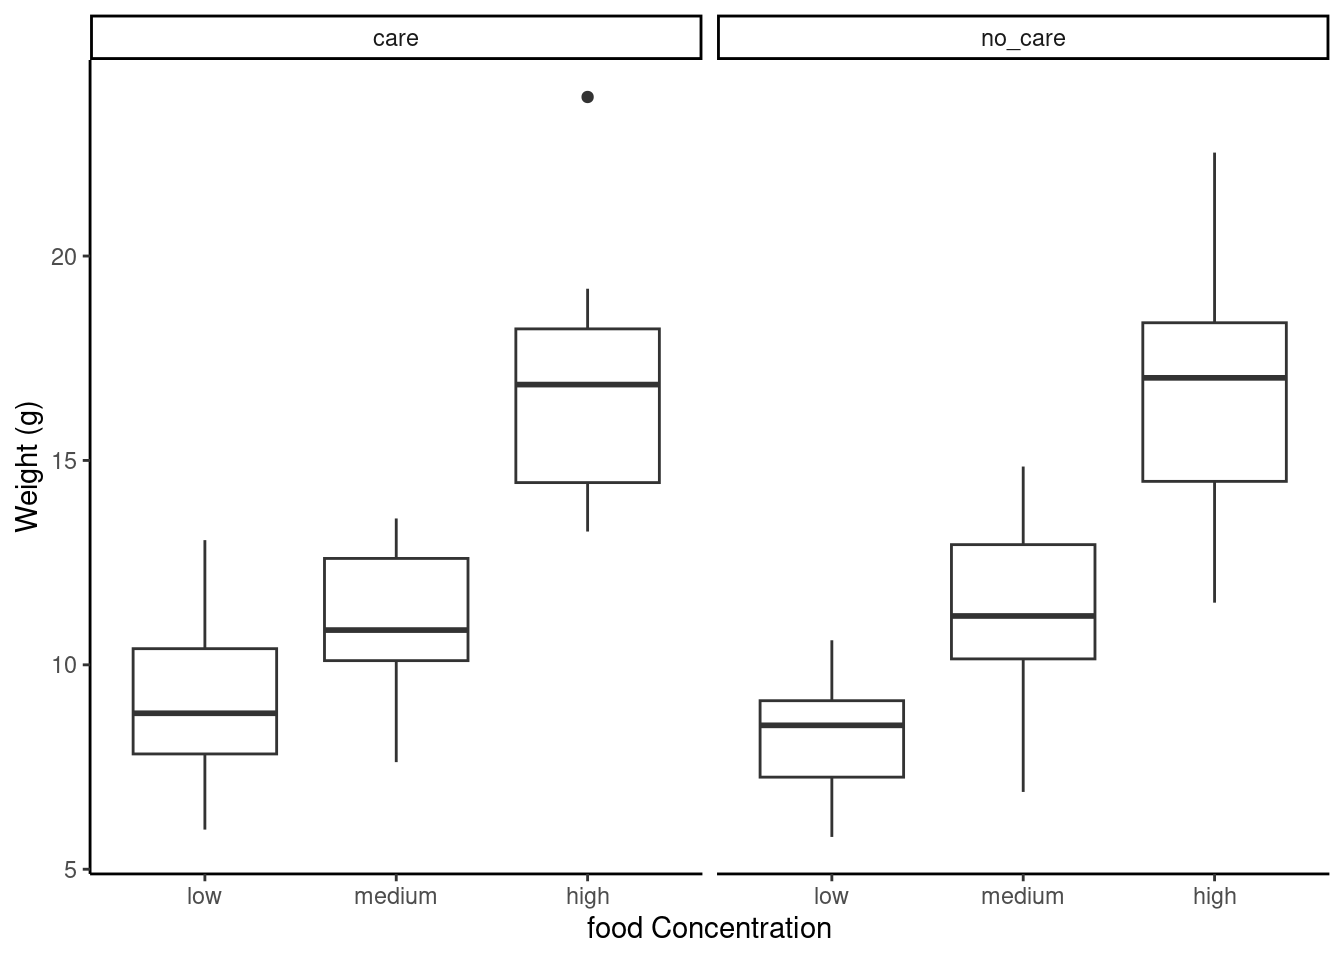 care
no_care
Weight (g)
20
15
10
5
low medium high
low medium high
food Concentration